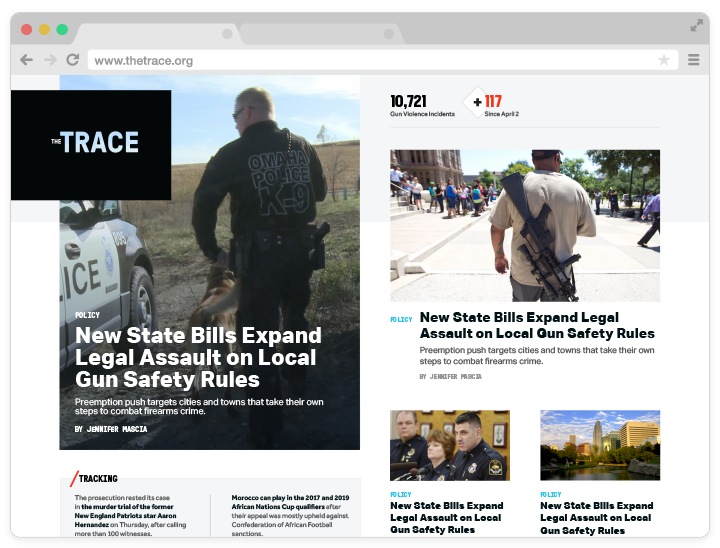 www.thetrace.org
THE TRACE
OMAHA
POLICE
K-9
895
ICE
POLICY
New State Bills Expand
Legal Assault on Local
Gun Safety Rules
Preemption push targets cities and towns that take their own
steps to combat firearms crime.
BY JENNIFER MASCIA
TRACKING
The prosecution rested its case
in the murder trial of the former
New England Patriots star Aaron
Hernandez on Thursday, after calling
more than 100 witnesses.
Morocco can play in the 2017 and 2019
African Nations Cup qualifiers after
their appeal was mostly upheld against
Confederation of African Football
sanctions.
10,721
Gun Violence Incidents
+ 117
Since April 2
POLICY
New State Bills Expand Legal
Assault on Local Gun Safety Rules
Preemption push targets cities and towns that take their own
steps to combat firearms crime.
BY JENNIFER MASCIA
POLICY
New State Bills Expand
Legal Assault on Local
Gun Safety Rules
POLICY
New State Bills Expand
Legal Assault on Local
Gun Safety Rules